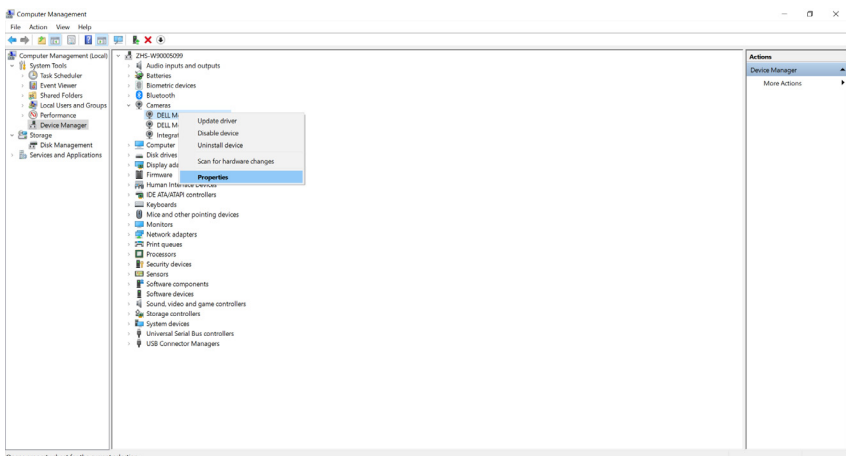 Computer Management
File Action View Help
Computer Management (Local)
System Tools
Task Scheduler
Event Viewer
Shared Folders
Local Users and Groups
Performance
Device Manager
Storage
Disk Management
Services and Applications
ZHS-W90005099
Audio inputs and outputs
Batteries
Biometric devices
Bluetooth
Cameras
DELL M
DELL M
Integrat
Computer
Disk drives
Display ada
Firmware
Human Interface Devices
IDE ATA/ATAPI controllers
Keyboards
Mice and other pointing devices
Monitors
Network adapters
Print queues
Processors
Security devices
Sensors
Software components
Software devices
Sound, video and game controllers
Storage controllers
System devices
Universal Serial Bus controllers
USB Connector Managers
Update driver
Disable device
Uninstall device
Scan for hardware changes
Properties
Actions
Device Manager
More Actions